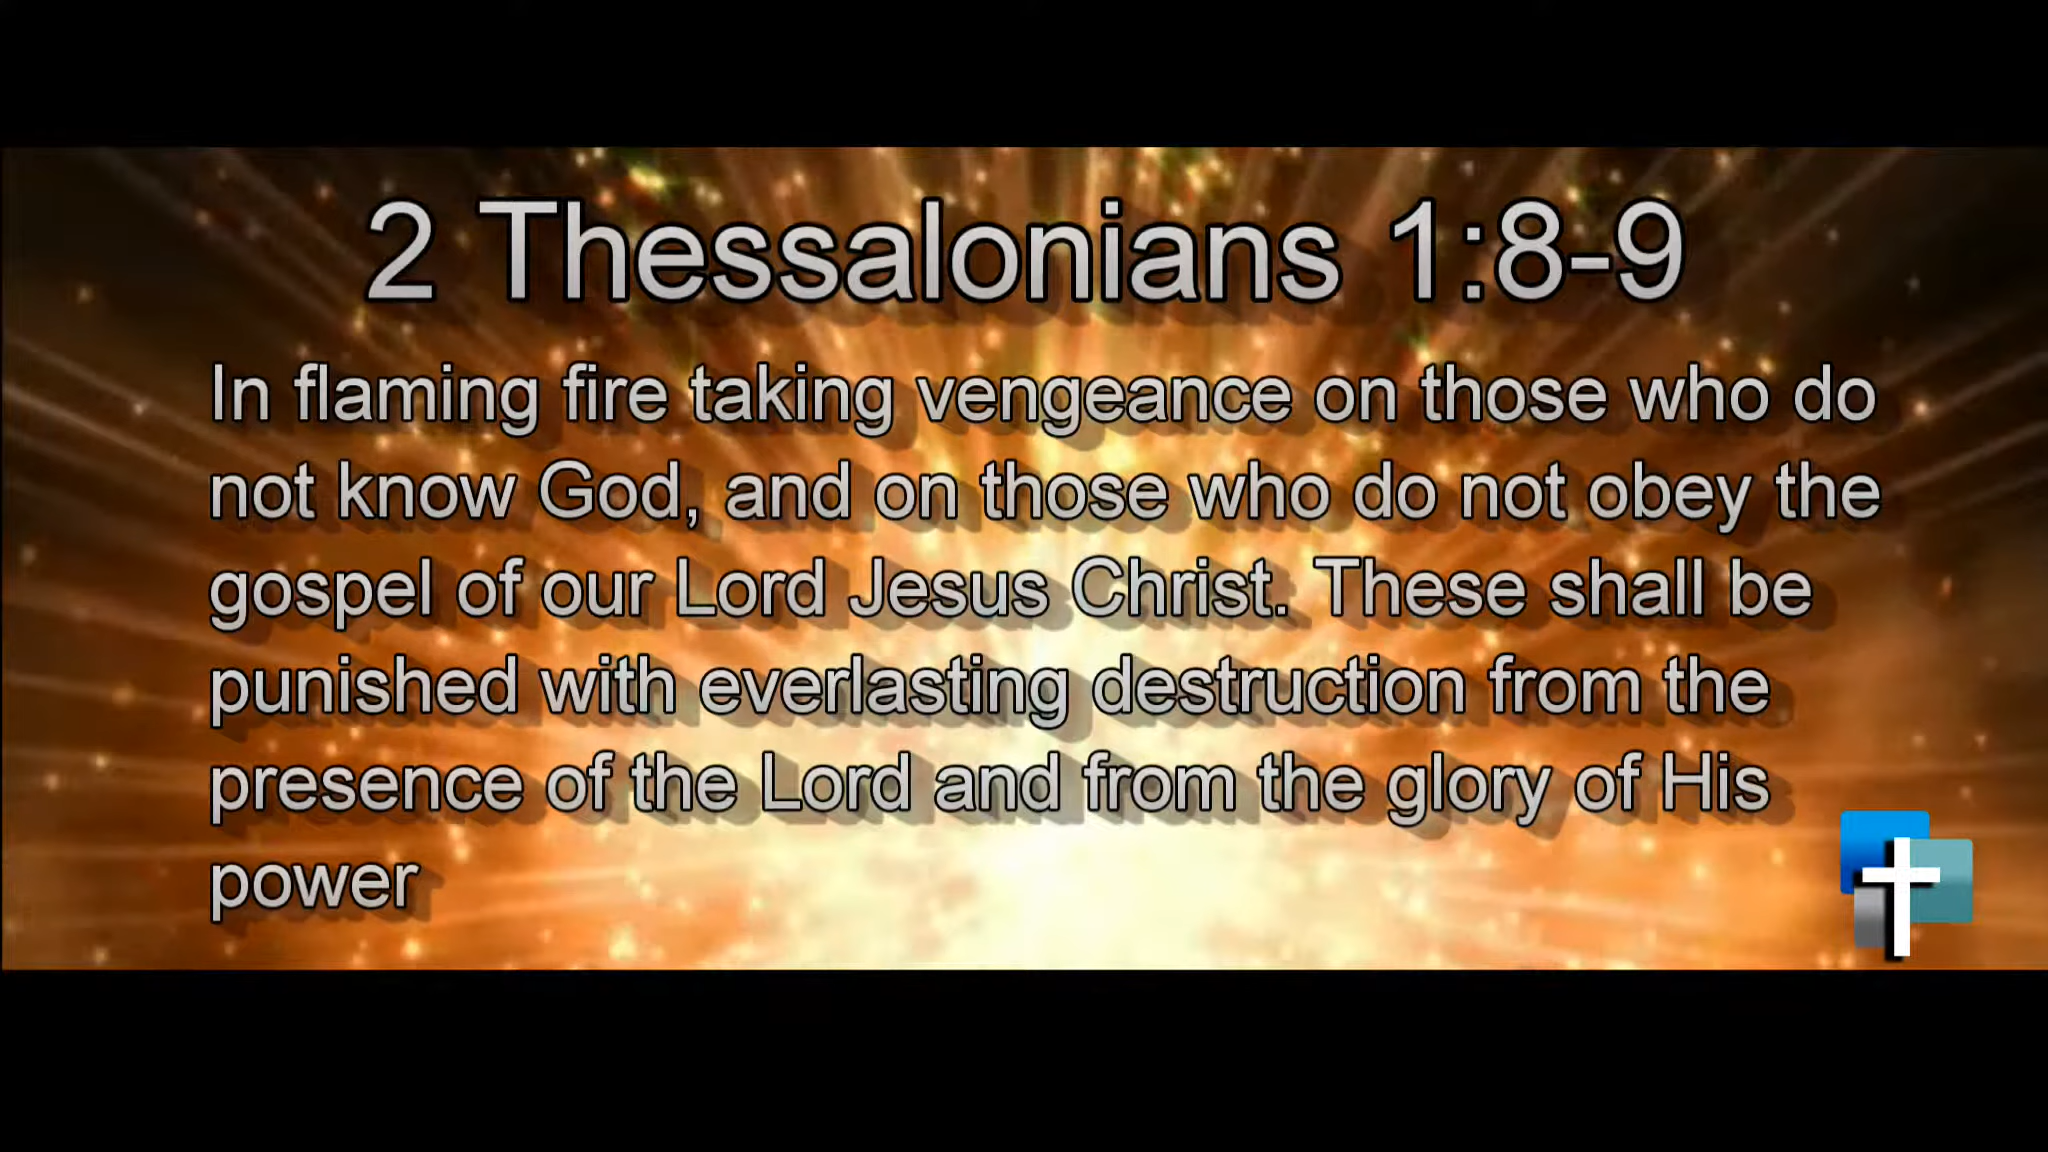 2 Thessalonians 1:8-9
In flaming fire taking vengeance on those who do
not know God, and on those who do not obey the
gospel of our Lord Jesus Christ. These shall be
punished with everlasting destruction from the
presence of the Lord and from the glory of His
power